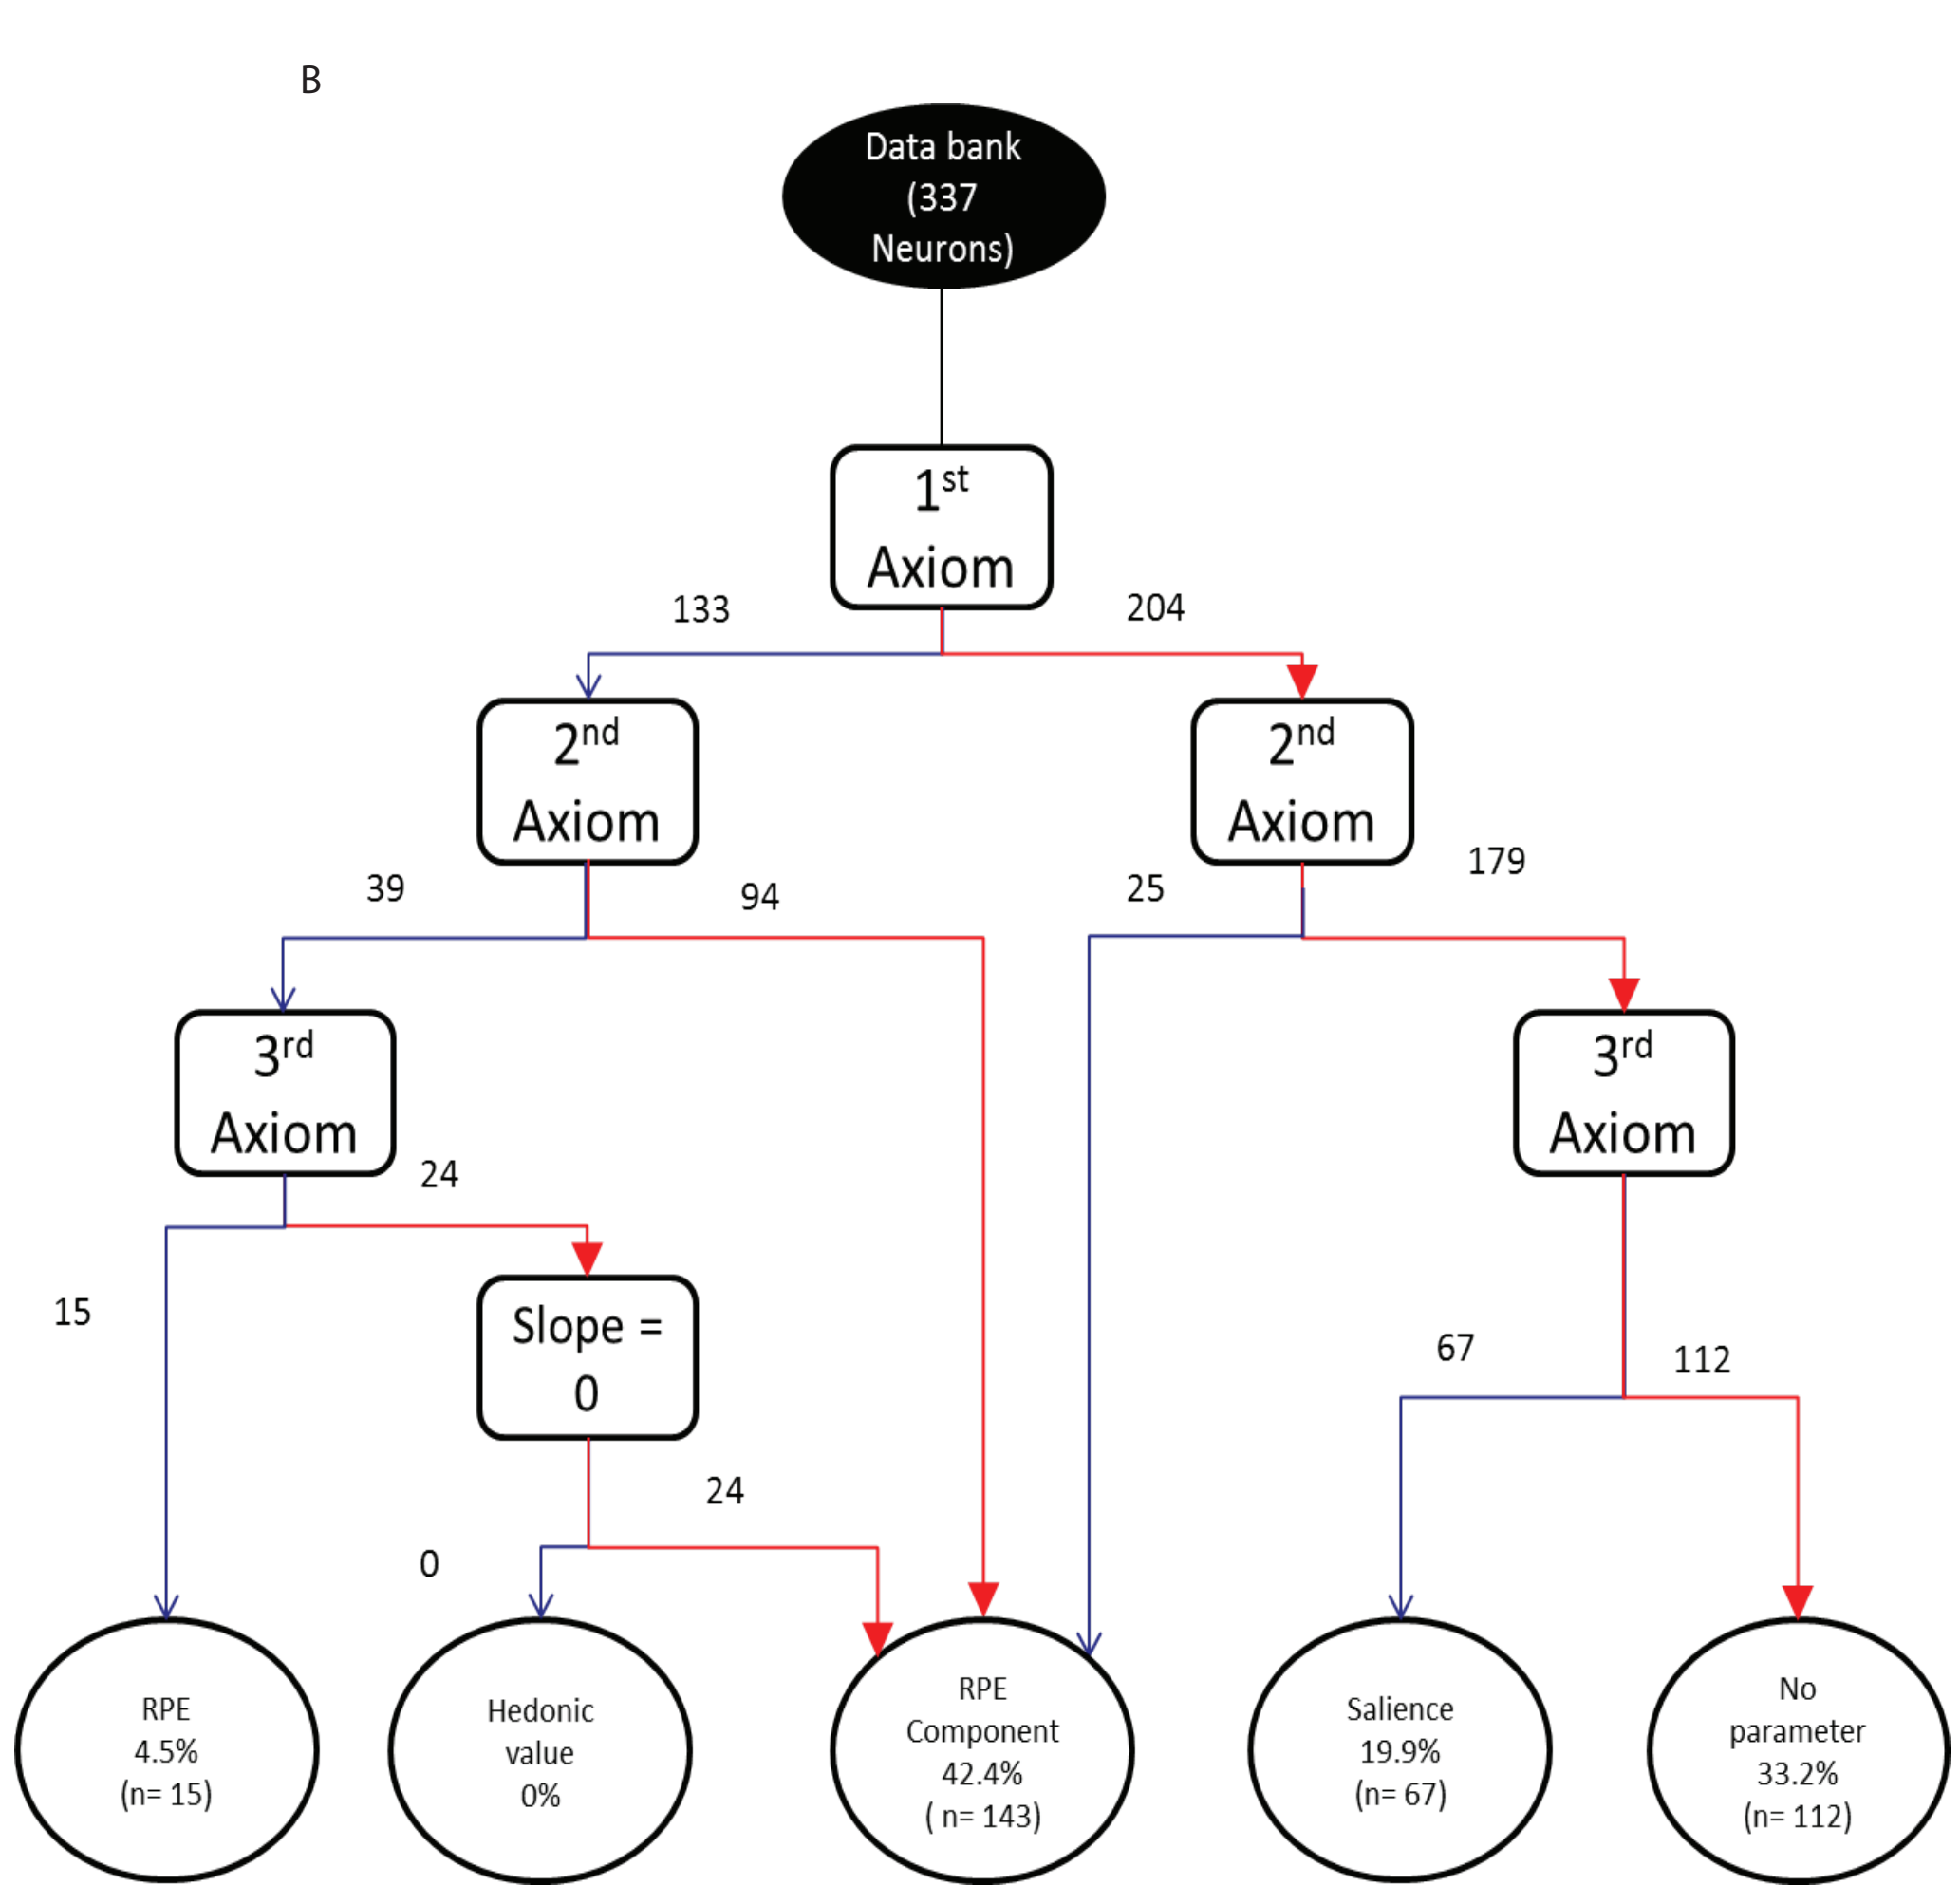 B
Data bank
(337
Neurons)
1st
Axiom
133
204
2nd
Axiom
2nd
Axiom
39
94
25
179
3rd
Axiom
3rd
Axiom
24
15
Slope =
0
67
112
24
0
RPE
4.5%
(n= 15)
Hedonic
value
0%
RPE
Component
42.4%
( n= 143)
Salience
19.9%
(n= 67)
No
parameter
33.2%
(n= 112)